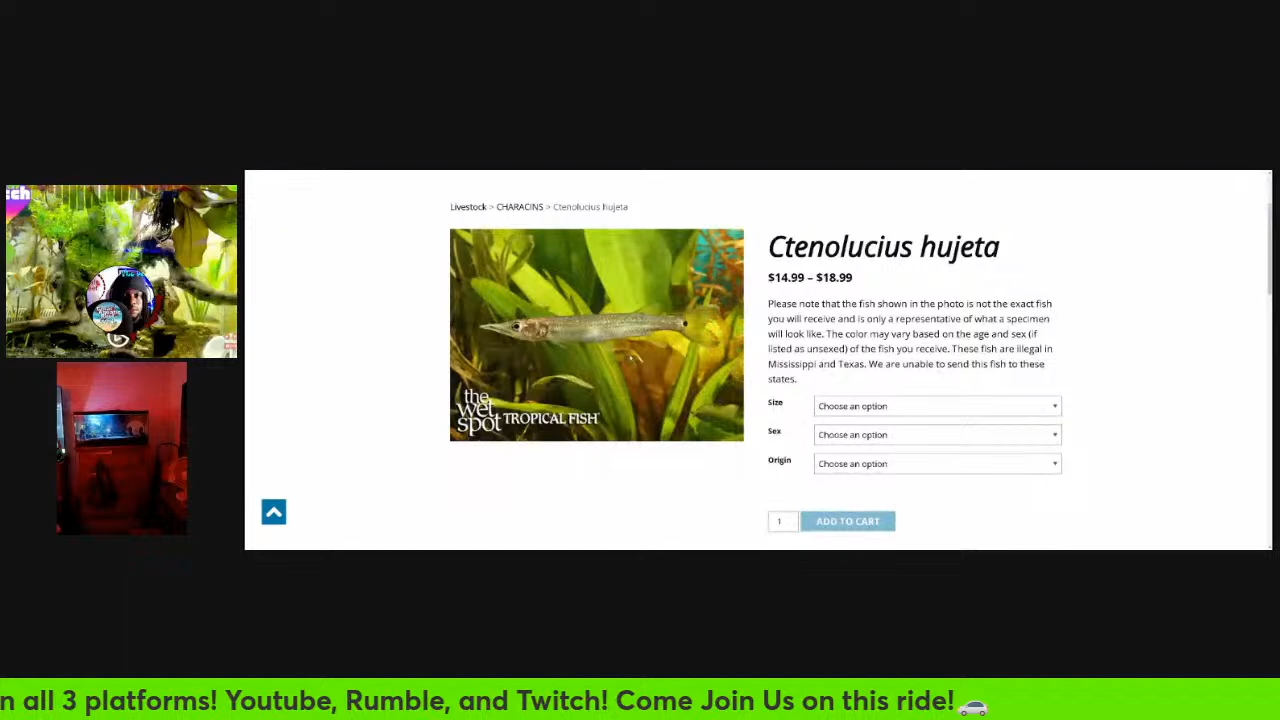 Livestock > CHARACINS > Ctenolucius hujeta
Ctenolucius hujeta
$14.99 – $18.99
Please note that the fish shown in the photo is not the exact fish
you will receive and is only a representative of what a specimen
will look like. The color may vary based on the age and sex (if
listed as unsexed) of the fish you receive. These fish are illegal in
Mississippi and Texas. We are unable to send this fish to these
states.
the
wet
spot TROPICAL FISH
Size Choose an option
Sex Choose an option
Origin Choose an option
1 ADD TO CART
n all 3 platforms! Youtube, Rumble, and Twitch! Come Join Us on this ride!